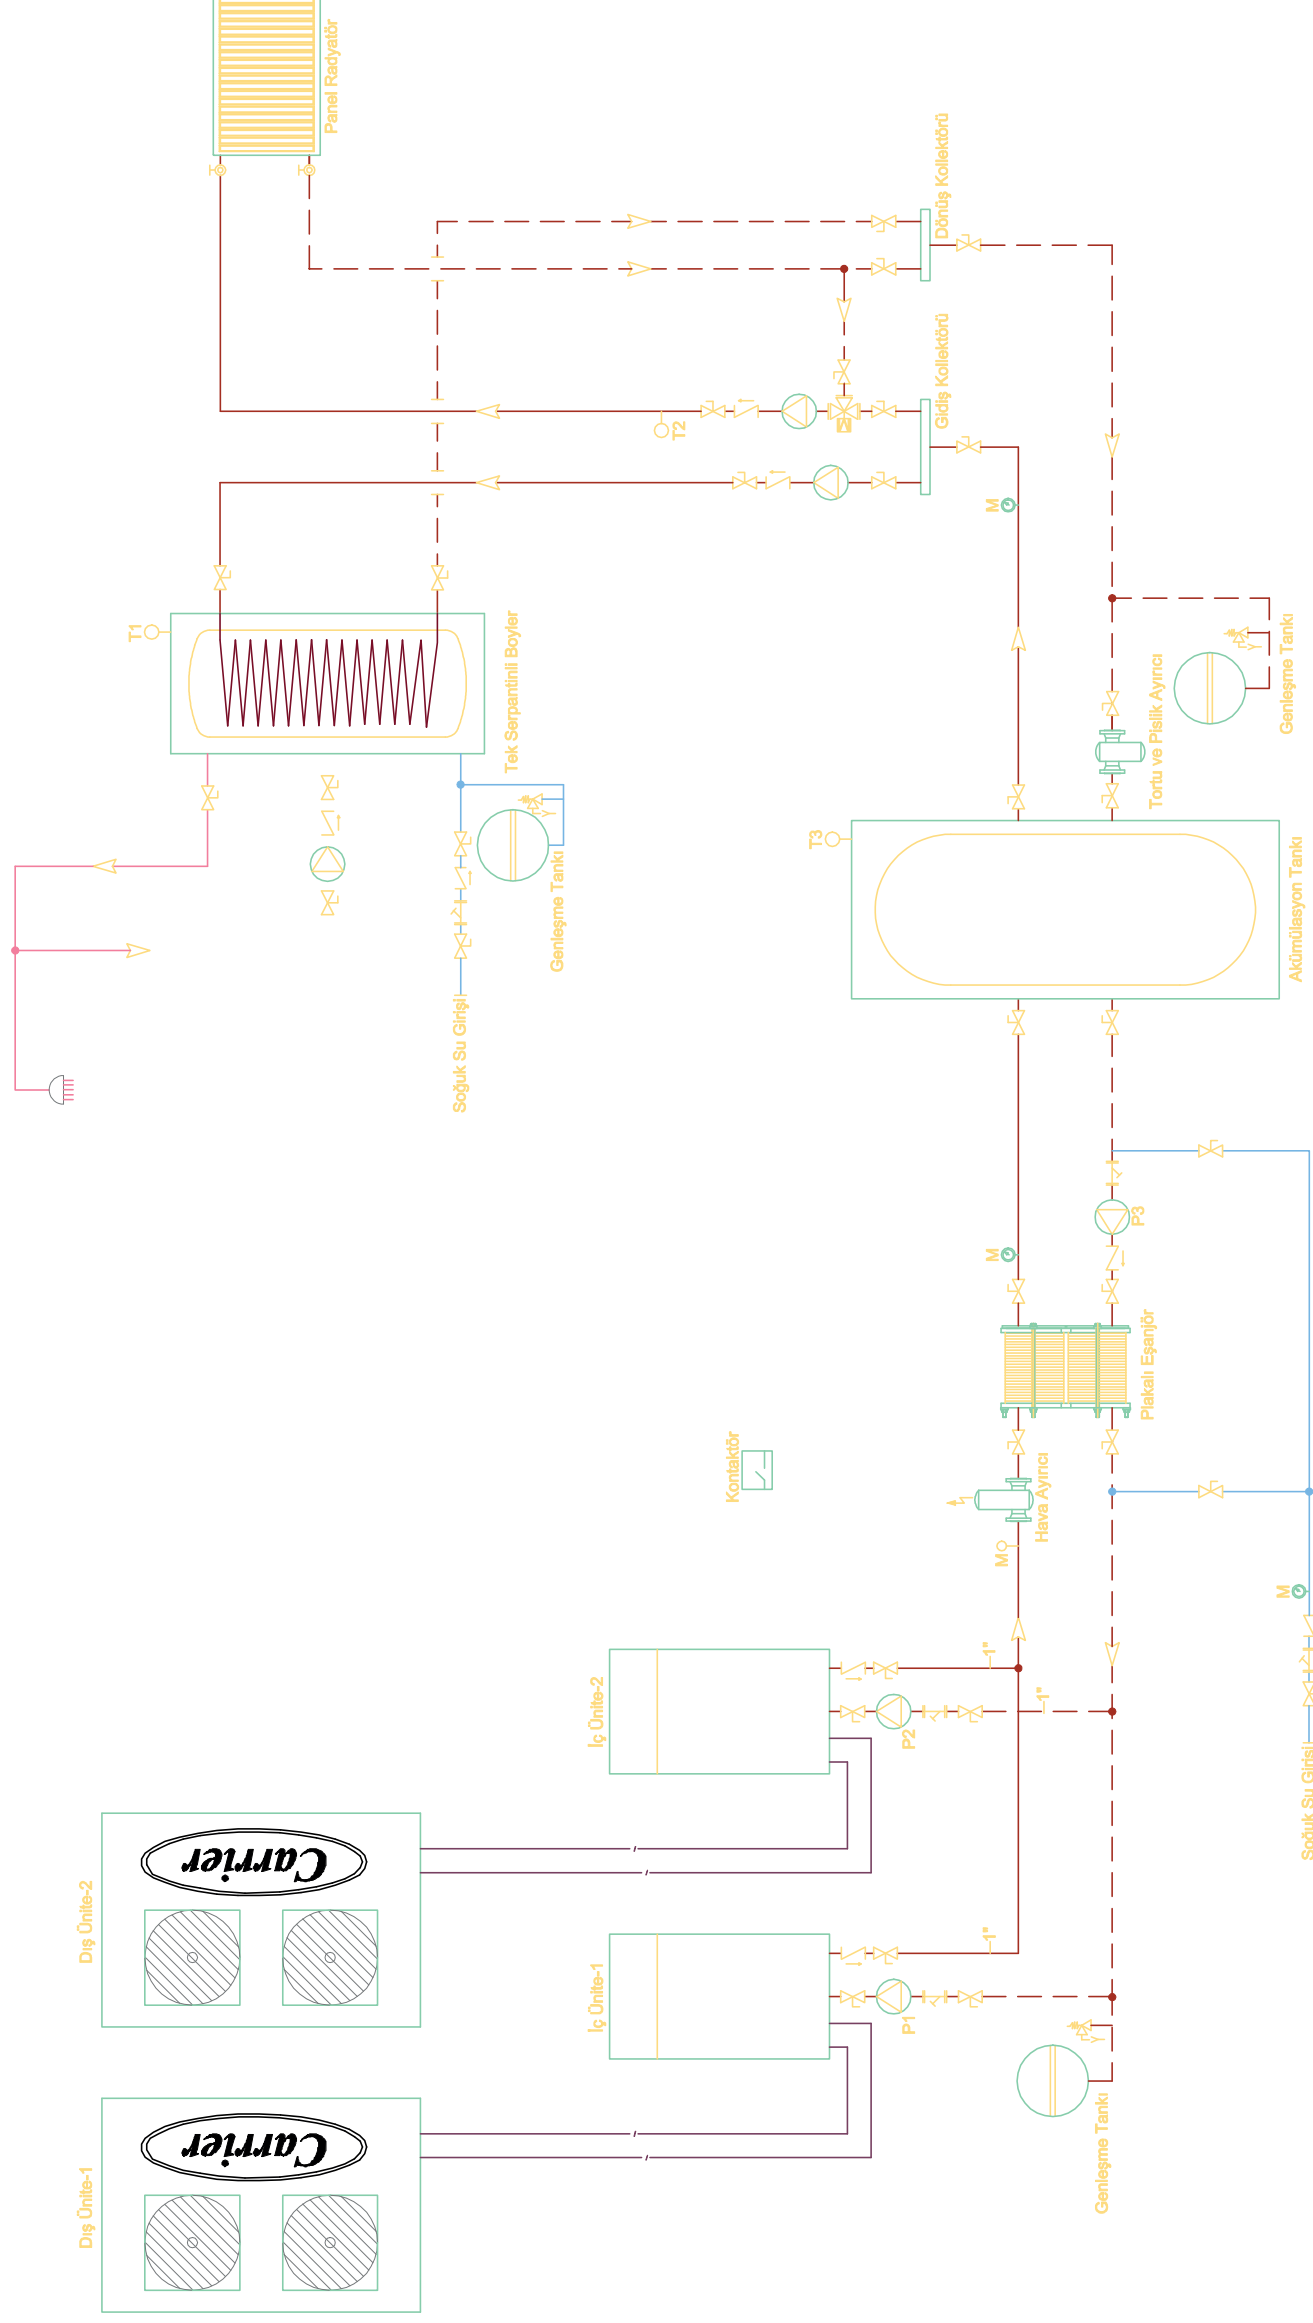 Panel Radyatör
Dönüş Kollektörü
Gidiş Kollektörü
M
T2
M
T1
Tek Serpantinli Boyler
Genleşme Tankı
Tortu ve Pislik Ayırıcı
T3
Akümülasyon Tankı
Genleşme Tankı
Soğuk Su Girişi
P3
M
Plakalı Eşanjör
Kontaktör
Hava Ayırıcı
M
M
Soğuk Su Girişi
İç Ünite-2
1"
1"
P2
Dış Ünite-2
Carrier
İç Ünite-1
1"
P1
Genleşme Tankı
Dış Ünite-1
Carrier